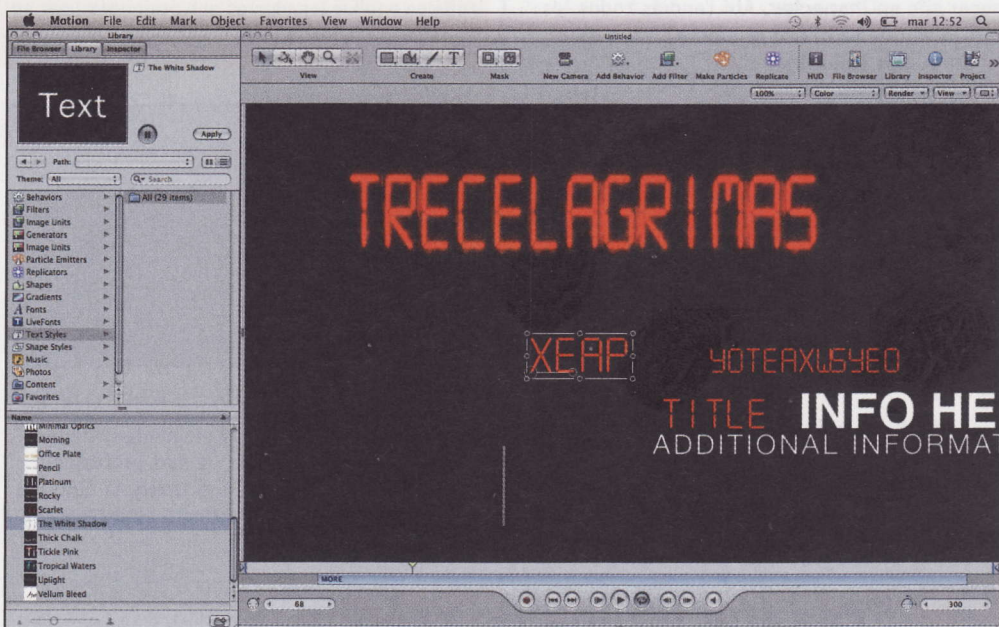 Motion File Edit Mark Object Favorites View Window Help mar 12:52
Library
Untitled
File Browser Library Inspector
The White Shadow
Text
Apply
View Create Mask New Camera Add Behavior Add Filter Make Particles Replicate HUD File Browser Library Inspector Project
100% Color Render View
Path:
Theme: All Search
Behaviors
Filters
Image Units
Generators
Image Units
Particle Emitters
Replicators
Shapes
Gradients
Fonts
LiveFonts
Text Styles
Shape Styles
Music
Photos
Content
Favorites
All (29 items)
TRECELAGRIMAS
XEAP
YOTEAXWSYEO
TITLE INFO HE
ADDITIONAL INFORMAT
Name
Minimal Optics
Morning
Office Plate
Pencil
Platinum
Rocky
Scarlet
The White Shadow
Thick Chalk
Tickle Pink
Tropical Waters
Uplight
Vellum Bleed
MORE
68
300